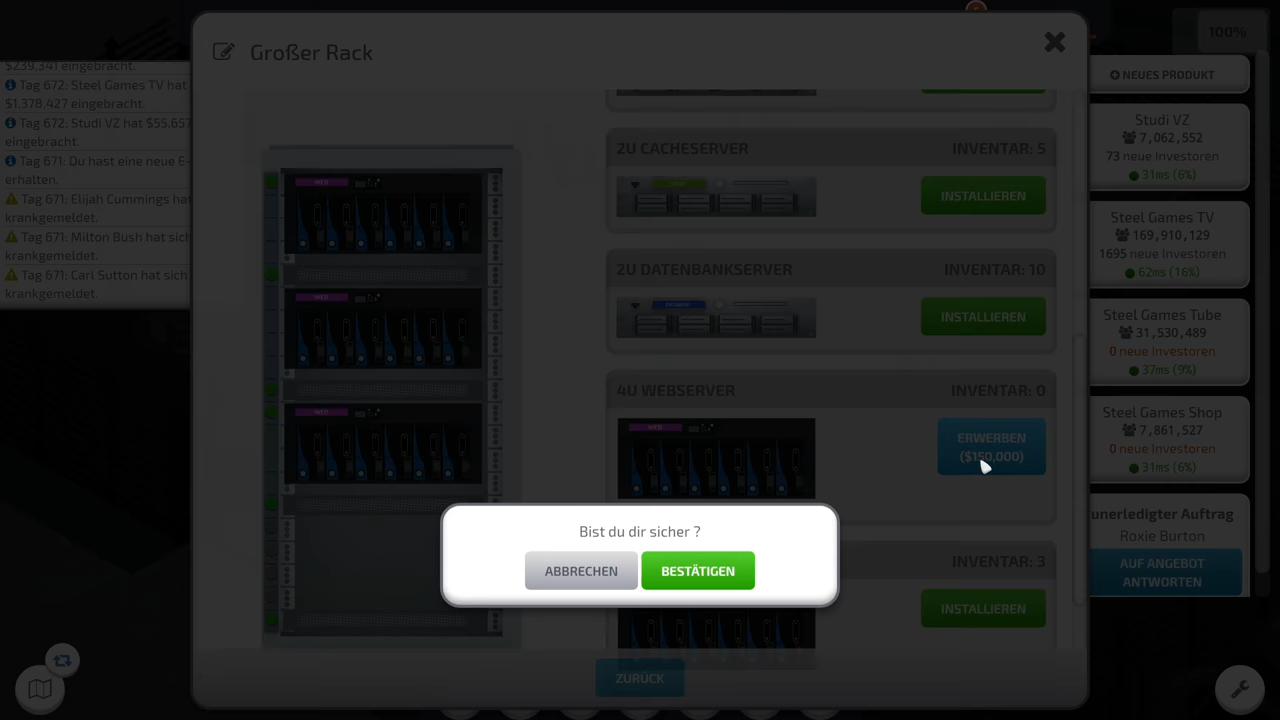 Großer Rack
100%
$239,341 eingebracht.
Tag 672: Steel Games TV hat
$1,378,427 eingebracht.
Tag 672: Studi VZ hat $55,657
eingebracht.
Tag 671: Du hast eine neue 6-
erhalten.
Tag 671: Elijah Cummings hat
krankgemeldet.
Tag 671: Milton Bush hat sich
krankgemeldet.
Tag 671: Carl Sutton hat sich
krankgemeldet.
WEB
WEB
WEB
2U CACHESERVER
INVENTAR: 5
INSTALLIEREN
2U DATENBANKSERVER
INVENTAR: 10
INSTALLIEREN
4U WEBSERVER
INVENTAR: 0
WEB
ERWERBEN
($150,000)
INVENTAR: 3
INSTALLIEREN
Bist du dir sicher ?
ABBRECHEN
BESTÄTIGEN
ZURÜCK
NEUES PRODUKT
Studi VZ
7,062,552
73 neue Investoren
31ms (6%)
Steel Games TV
169,910,129
1695 neue Investoren
62ms (16%)
Steel Games Tube
31,530,489
0 neue Investoren
37ms (9%)
Steel Games Shop
7,861,527
0 neue Investoren
31ms (6%)
unerledigter Auftrag
Roxie Burton
AUF ANGEBOT
ANTWORTEN